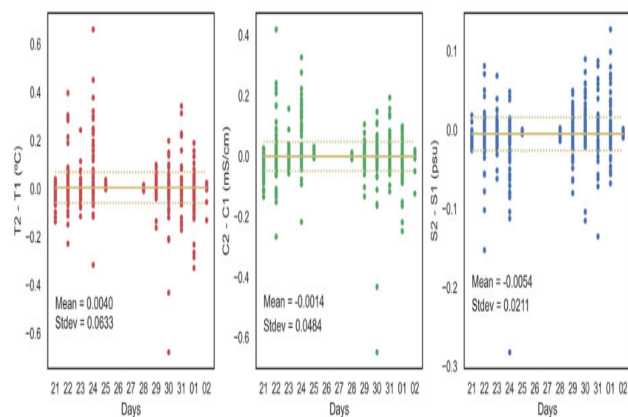 0.6
0.4
0.2
0.0
−0.2
−0.4
−0.6
T2 - T1 (ºC)
Mean = 0.0040
Stdev = 0.0633
21 22 23 24 25 26 27 28 29 30 31 01 02
Days
0.4
0.2
0.0
−0.2
−0.4
−0.6
C2 - C1 (mS/cm)
Mean = -0.0014
Stdev = 0.0484
21 22 23 24 25 26 27 28 29 30 31 01 02
Days
0.1
0.0
−0.1
−0.2
−0.3
S2 - S1 (psu)
Mean = -0.0054
Stdev = 0.0211
21 22 23 24 25 26 27 28 29 30 31 01 02
Days